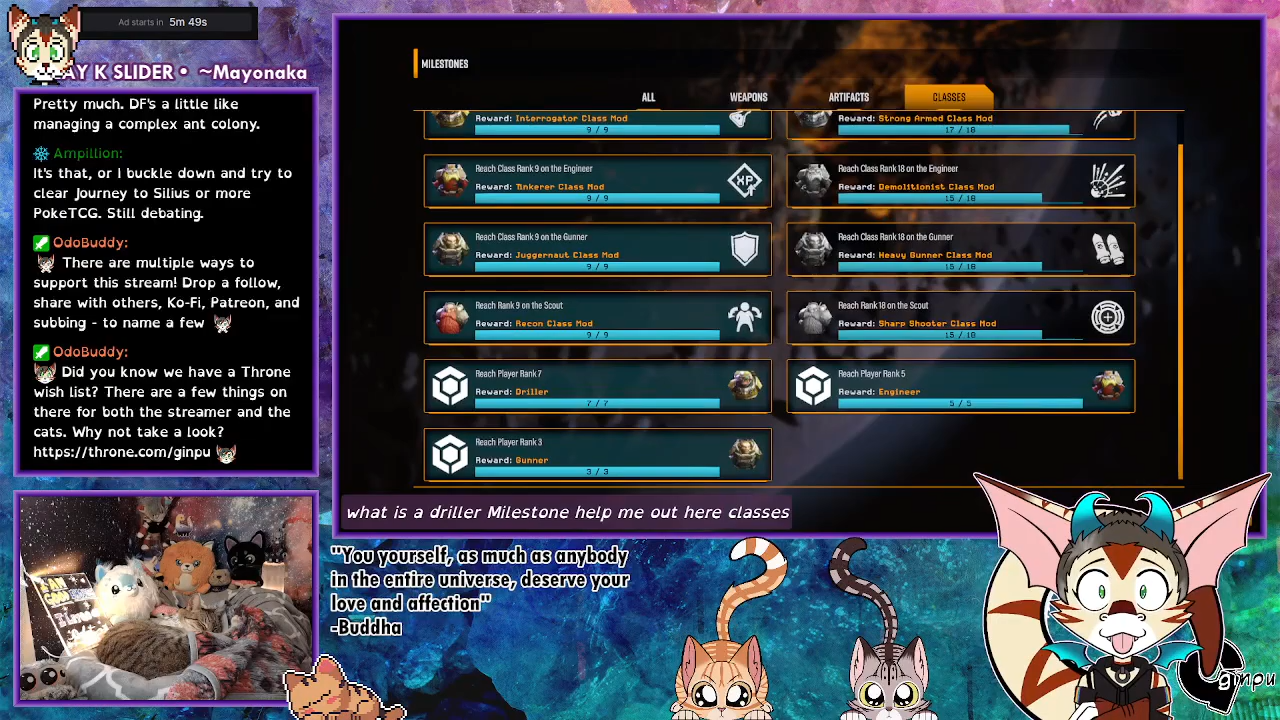 Ad starts in 5m 49s
AY K SLIDER • ~Mayonaka
Pretty much. DF's a little like
managing a complex ant colony.
Ampillion:
It's that, or i buckle down and try to
clear Journey to Silius or more
PokeTCG. Still debating.
OdoBuddy:
There are multiple ways to
support this stream! Drop a follow,
share with others, Ko-Fi, Patreon, and
subbing - to name a few
OdoBuddy:
Did you know we have a Throne
wish list? There are a few things on
there for both the streamer and the
cats. Why not take a look?
https://throne.com/ginpu
MILESTONES
ALL WEAPONS ARTIFACTS CLASSES
Reward: Interrogator Class Mod
9 / 9
Reward: Strong Armed Class Mod
17 / 18
Reach Class Rank 9 on the Engineer
Reward: Tinkerer Class Mod
9 / 9
XP
Reach Class Rank 18 on the Engineer
Reward: Demolitionist Class Mod
15 / 18
Reach Class Rank 9 on the Gunner
Reward: Juggernaut Class Mod
9 / 9
Reach Class Rank 18 on the Gunner
Reward: Heavy Gunner Class Mod
15 / 18
Reach Rank 9 on the Scout
Reward: Recon Class Mod
9 / 9
Reach Rank 18 on the Scout
Reward: Sharp Shooter Class Mod
15 / 18
Reach Player Rank 7
Reward: Driller
7 / 7
Reach Player Rank 5
Reward: Engineer
5 / 5
Reach Player Rank 3
Reward: Gunner
3 / 3
what is a driller Milestone help me out here classes
"You yourself, as much as anybody
in the entire universe, deserve your
love and affection"
-Buddha
ginpu